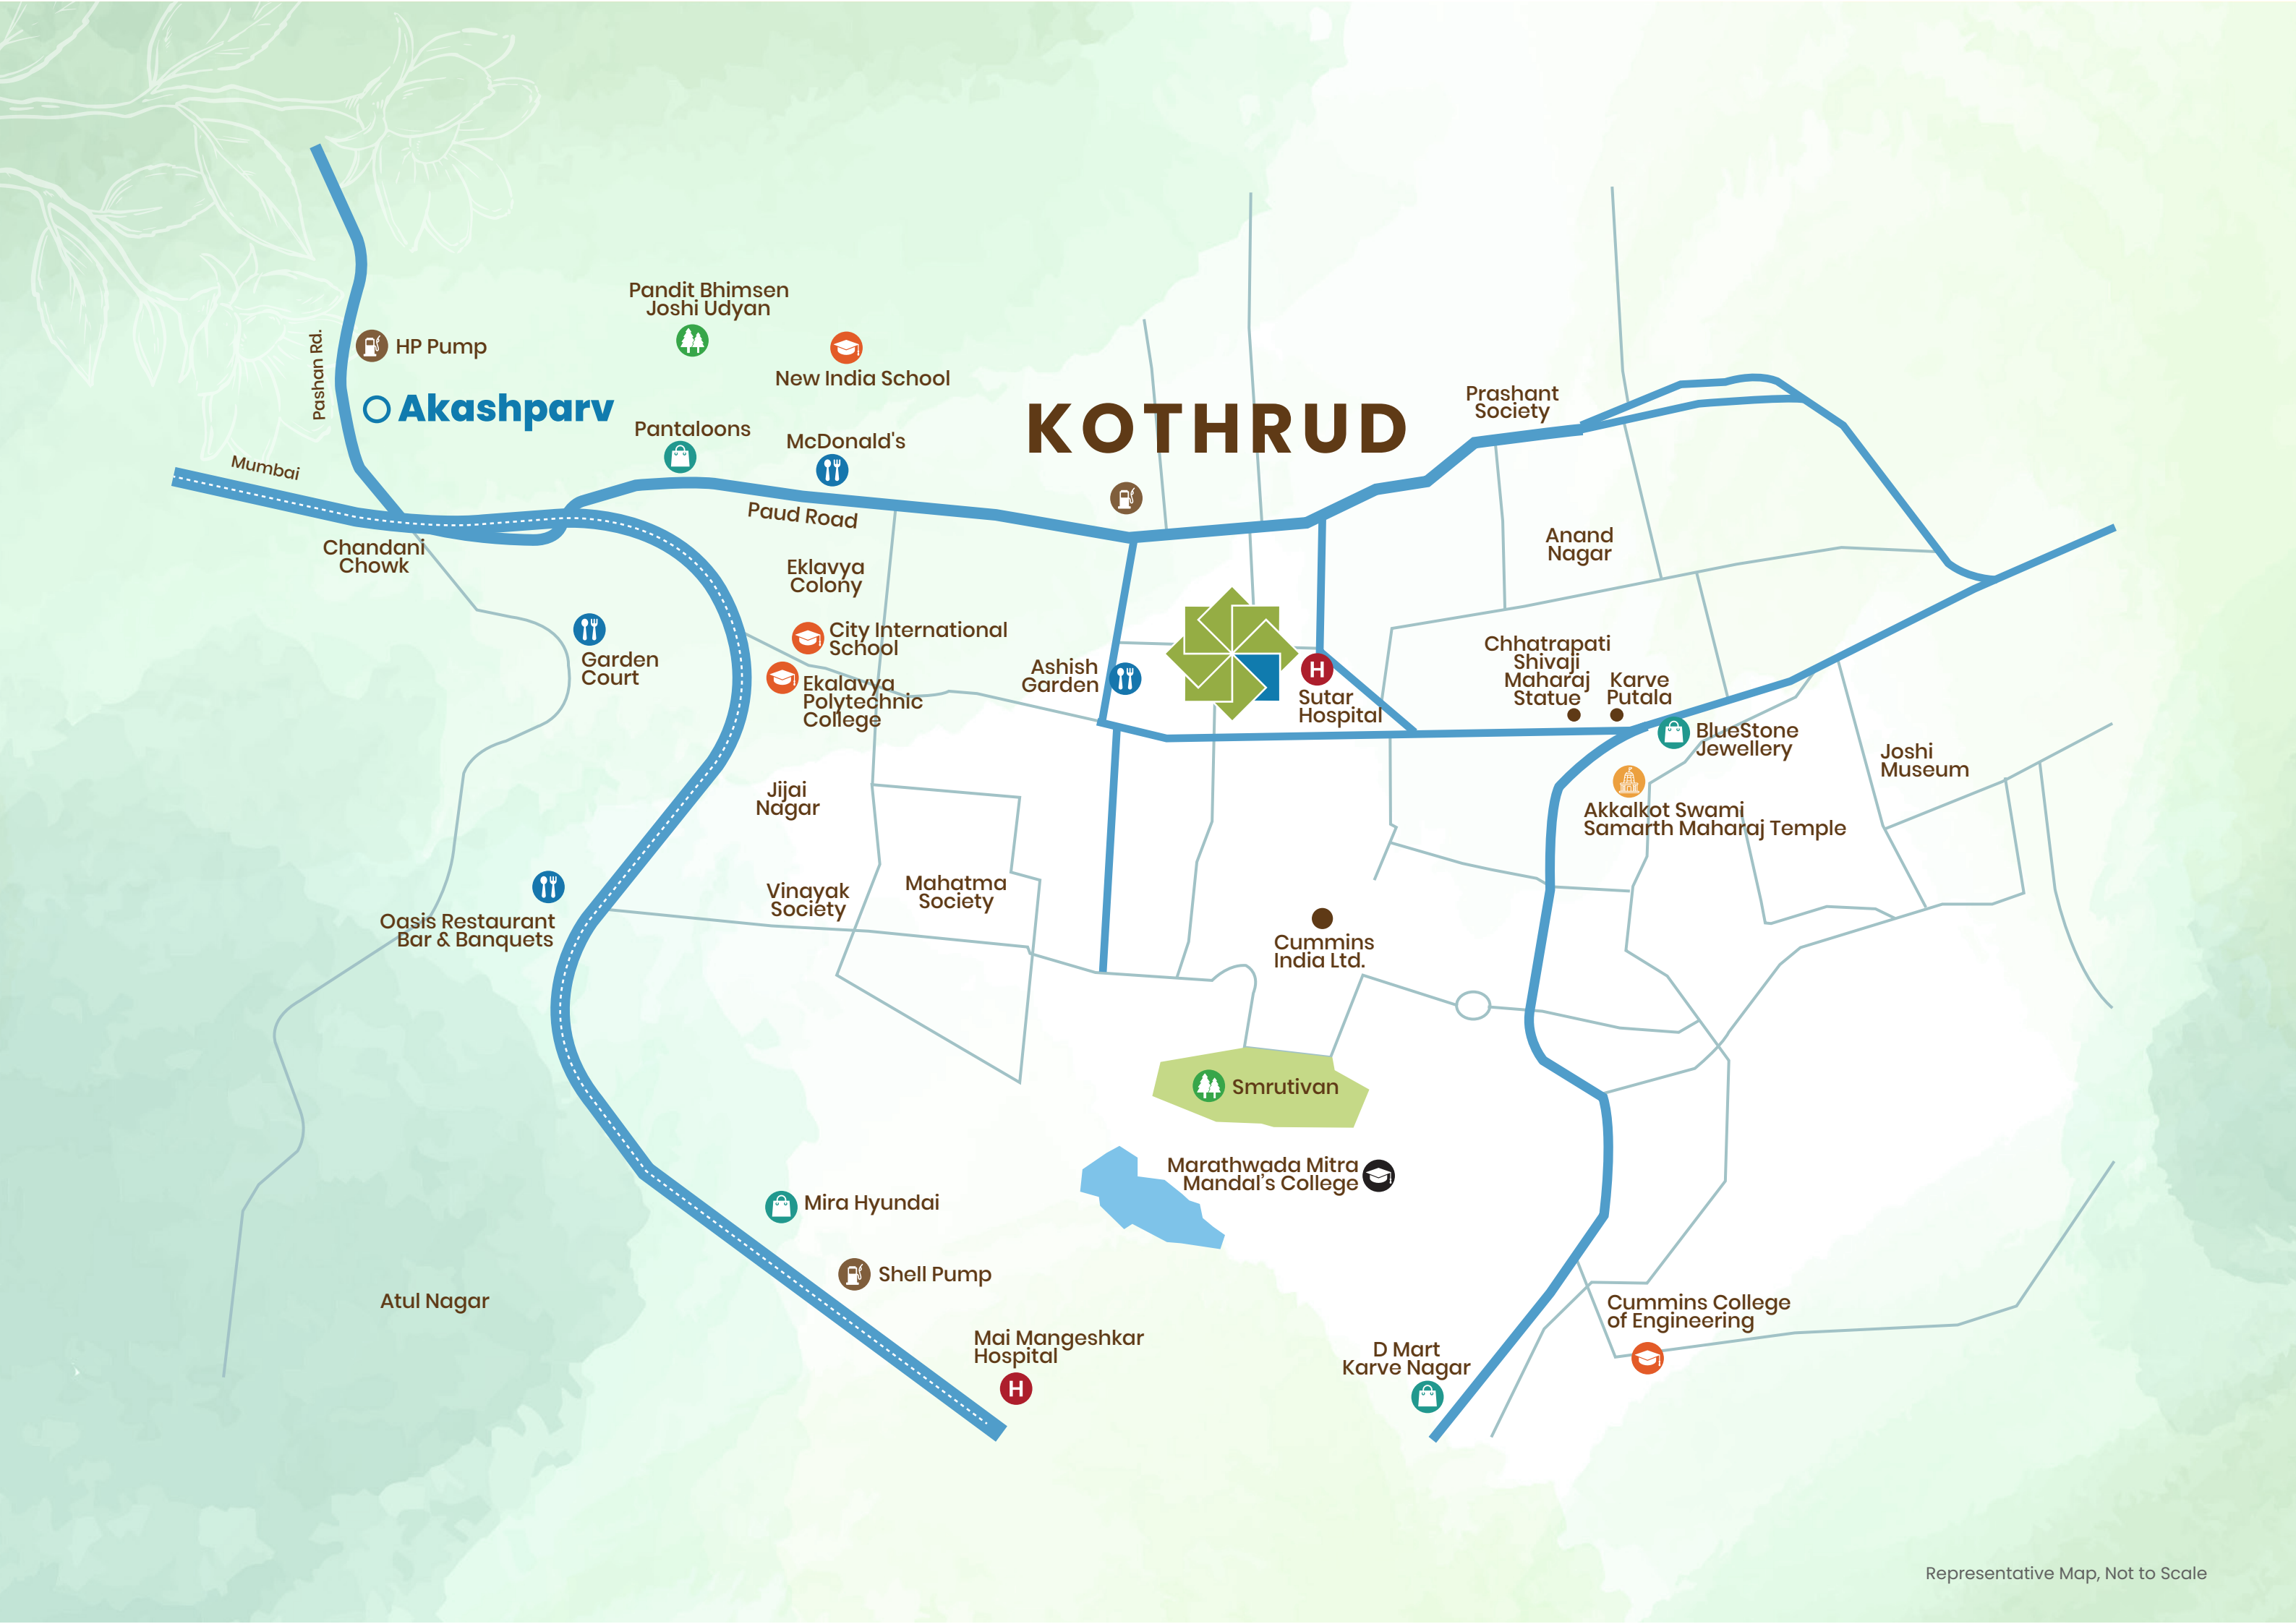 Pandit Bhimsen
Joshi Udyan
Pashan Rd.
HP Pump
New India School
Akashparv
Pantaloons
McDonald's
KOTHRUD
Prashant
Society
Mumbai
Paud Road
Chandani
Chowk
Eklavya
Colony
Anand
Nagar
Garden
Court
City International
School
Ekalavya
Polytechnic
College
Ashish
Garden
H
Sutar
Hospital
Chhatrapati
Shivaji
Maharaj
Statue
Karve
Putala
BlueStone
Jewellery
Joshi
Museum
Jijai
Nagar
Akkalkot Swami
Samarth Maharaj Temple
Vinayak
Society
Mahatma
Society
Oasis Restaurant
Bar & Banquets
Cummins
India Ltd.
Smrutivan
Marathwada Mitra
Mandal's College
Mira Hyundai
Shell Pump
Atul Nagar
Mai Mangeshkar
Hospital
H
D Mart
Karve Nagar
Cummins College
of Engineering
Representative Map, Not to Scale